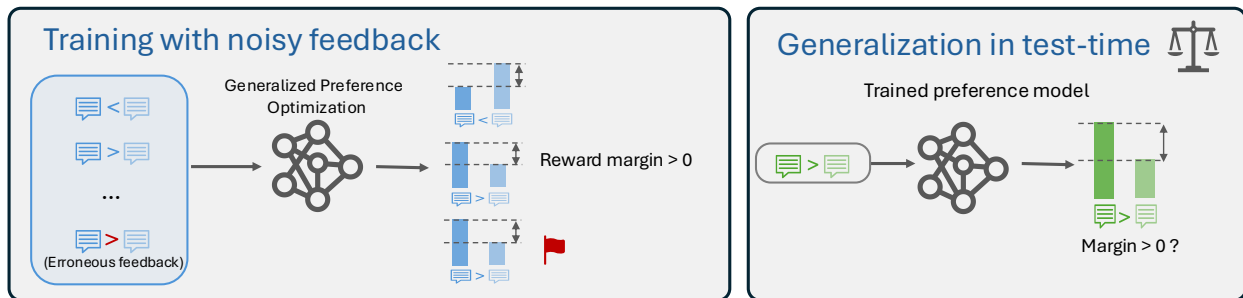 Training with noisy feedback
<
>
...
>
(Erroneous feedback)
Generalized Preference
Optimization
<
>
Reward margin > 0
>
Generalization in test-time
Trained preference model
>
>
Margin > 0 ?